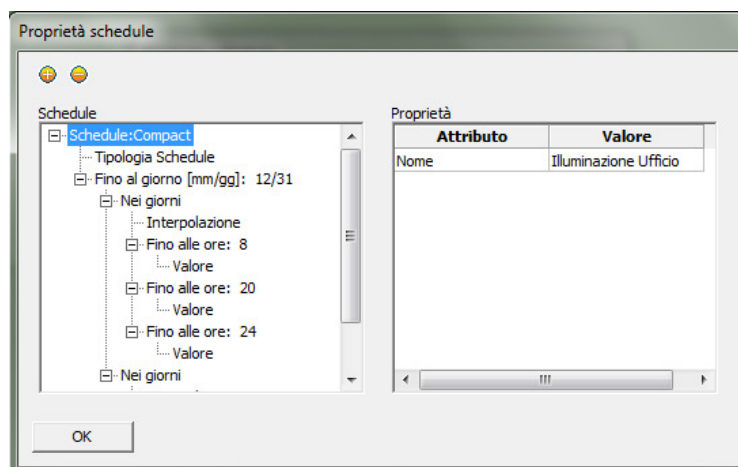 Proprietà schedule
Schedule
Schedule:Compact
Tipologia Schedule
Fino al giorno [mm/gg]: 12/31
Nei giorni
Interpolazione
Fino alle ore: 8
Valore
Fino alle ore: 20
Valore
Fino alle ore: 24
Valore
Nei giorni
Proprietà
Attributo Valore
Nome Illuminazione Ufficio
OK